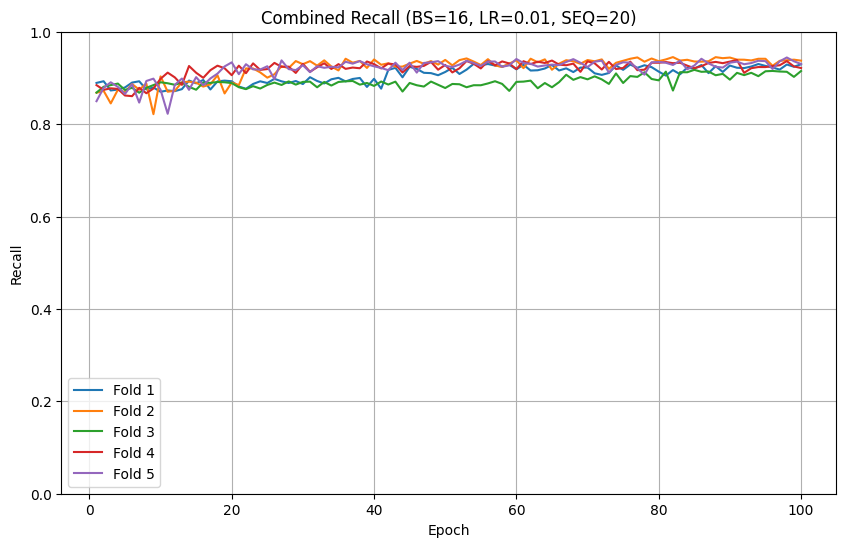 Combined Recall (BS=16, LR=0.01, SEQ=20)
Recall
1.0
0.8
0.6
0.4
0.2
0.0
Fold 1
Fold 2
Fold 3
Fold 4
Fold 5
0 20 40 60 80 100
Epoch